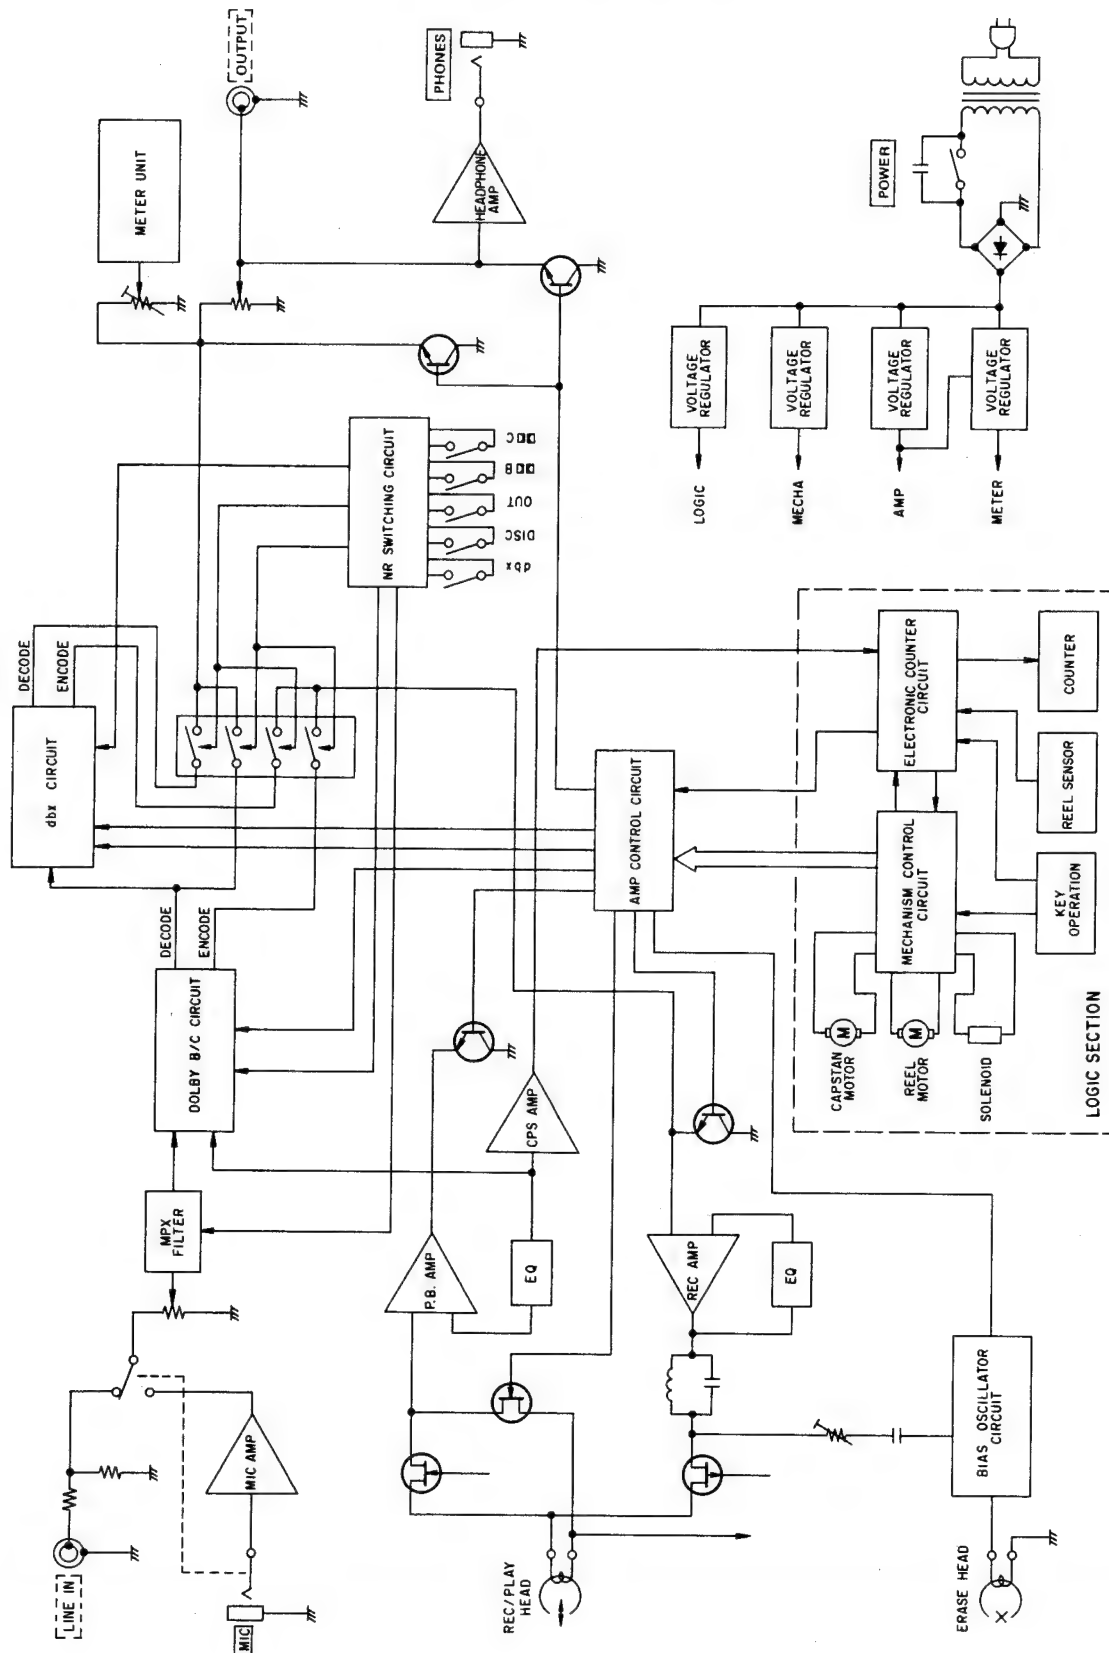 LINE IN
MIC
MIC AMP
MPX
FILTER
DOLBY B/C CIRCUIT
DECODE
ENCODE
dbx CIRCUIT
DECODE
ENCODE
METER UNIT
OUTPUT
PHONES
HEADPHONE
AMP
NR SWITCHING CIRCUIT
dbx
DISC
OUT
B
C
REC/PLAY
HEAD
P.B. AMP
EQ
CPS AMP
REC AMP
EQ
AMP CONTROL CIRCUIT
ERASE HEAD
BIAS OSCILLATOR
CIRCUIT
LOGIC SECTION
CAPSTAN
MOTOR
M
REEL
MOTOR
M
SOLENOID
MECHANISM CONTROL
CIRCUIT
ELECTRONIC COUNTER
CIRCUIT
KEY
OPERATION
REEL SENSOR
COUNTER
LOGIC
MECHA
AMP
METER
VOLTAGE
REGULATOR
VOLTAGE
REGULATOR
VOLTAGE
REGULATOR
VOLTAGE
REGULATOR
POWER